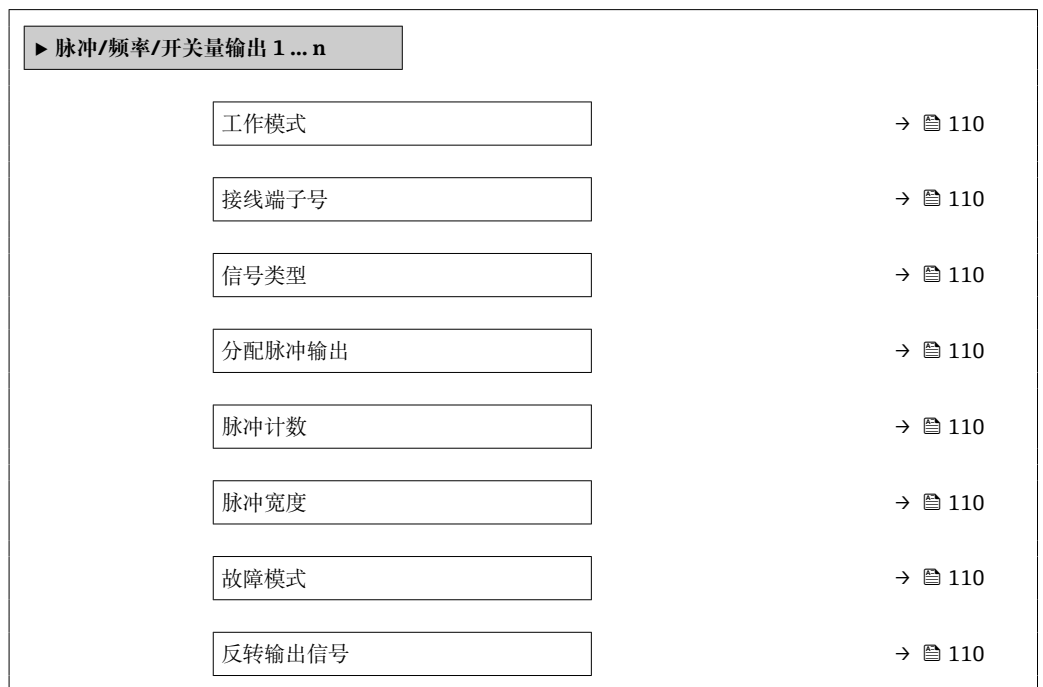 ▶ 脉冲/频率/开关量输出 1 … n
工作模式 → 110
接线端子号 → 110
信号类型 → 110
分配脉冲输出 → 110
脉冲计数 → 110
脉冲宽度 → 110
故障模式 → 110
反转输出信号 → 110